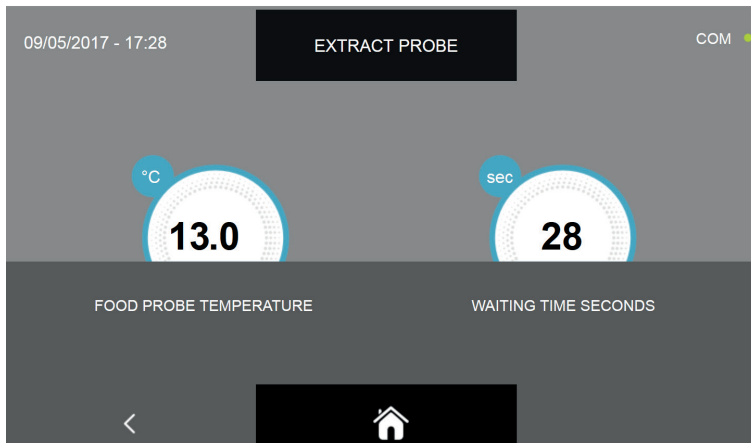 09/05/2017 - 17:28
EXTRACT PROBE
COM
°C
sec
13.0
28
FOOD PROBE TEMPERATURE
WAITING TIME SECONDS